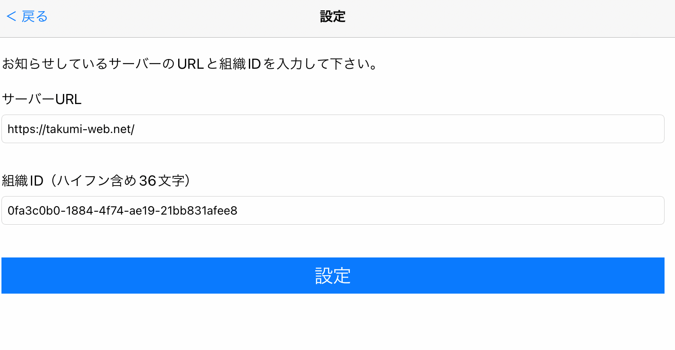 ＜ 戻る
設定
お知らせしているサーバーのURLと組織IDを入力して下さい。
サーバーURL
https://takumi-web.net/
組織ID（ハイフン含め36文字）
0fa3c0b0-1884-4f74-ae19-21bb831afee8
設定